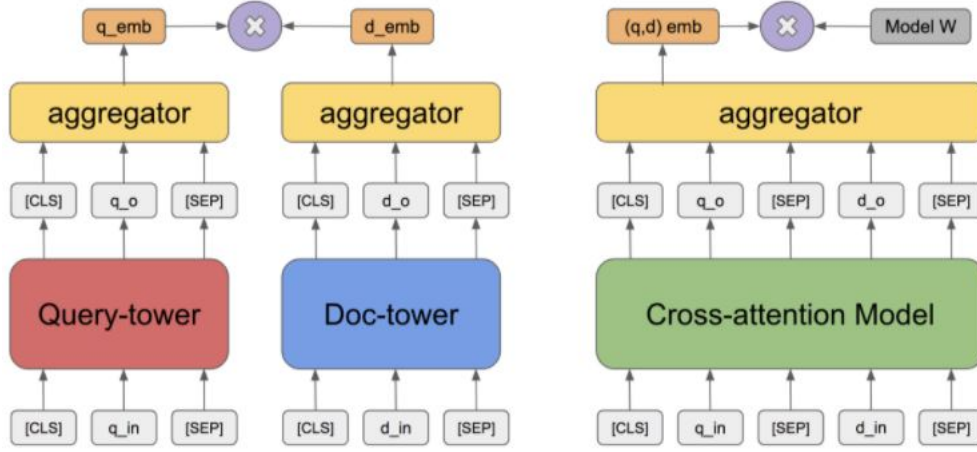 q_emb d_emb (q,d) emb Model W
aggregator aggregator aggregator
[CLS] q_o [SEP] [CLS] d_o [SEP] [CLS] q_o [SEP] d_o [SEP]
Query-tower Doc-tower Cross-attention Model
[CLS] q_in [SEP] [CLS] d_in [SEP] [CLS] q_in [SEP] d_in [SEP]